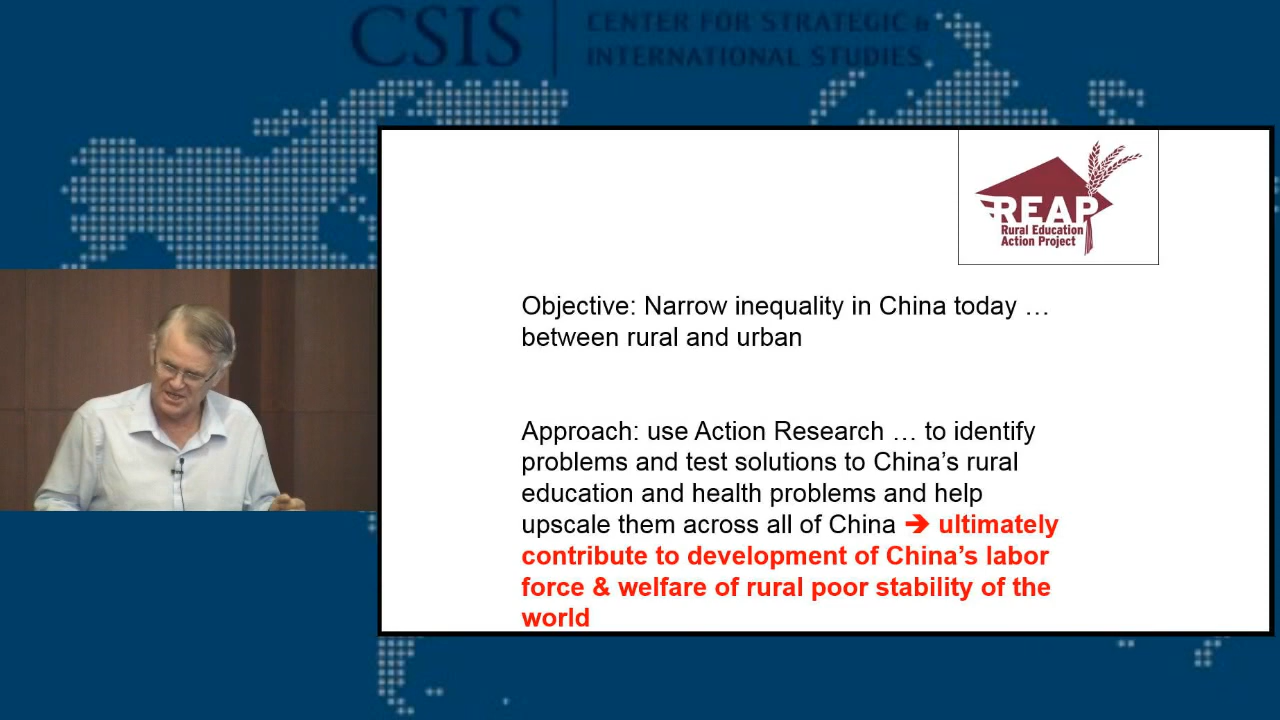 CSIS
CENTER FOR STRATEGIC &
INTERNATIONAL STUDIES
REAP
Rural Education
Action Project
Objective: Narrow inequality in China today …
between rural and urban
Approach: use Action Research … to identify
problems and test solutions to China’s rural
education and health problems and help
upscale them across all of China ➔ ultimately
contribute to development of China’s labor
force & welfare of rural poor stability of the
world